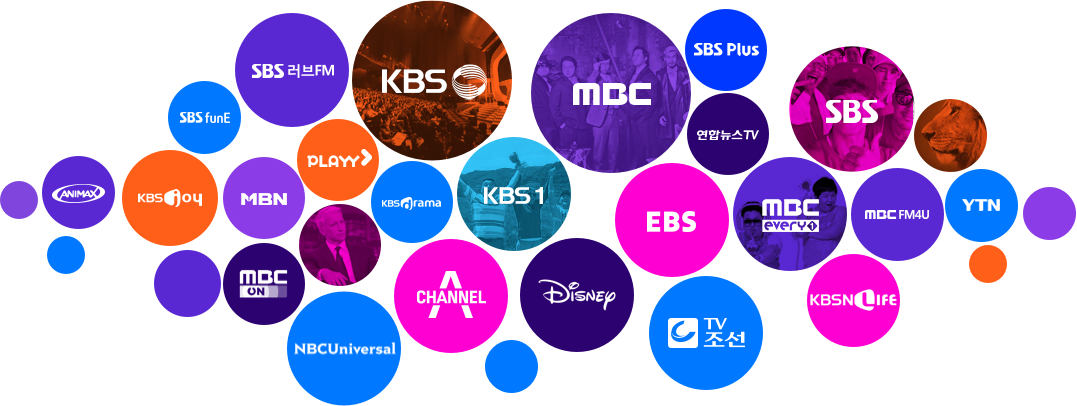 SBS 러브FM
KBS
MBC
SBS Plus
SBS
SBS funE
PLAYY
연합뉴스TV
ANIMAX
KBS joy
MBN
KBS drama
KBS 1
EBS
MBC
every1
MBC FM4U
YTN
MBC
ON
CHANNEL
A
DISNEY
KBSN LIFE
NBCUniversal
TV
조선